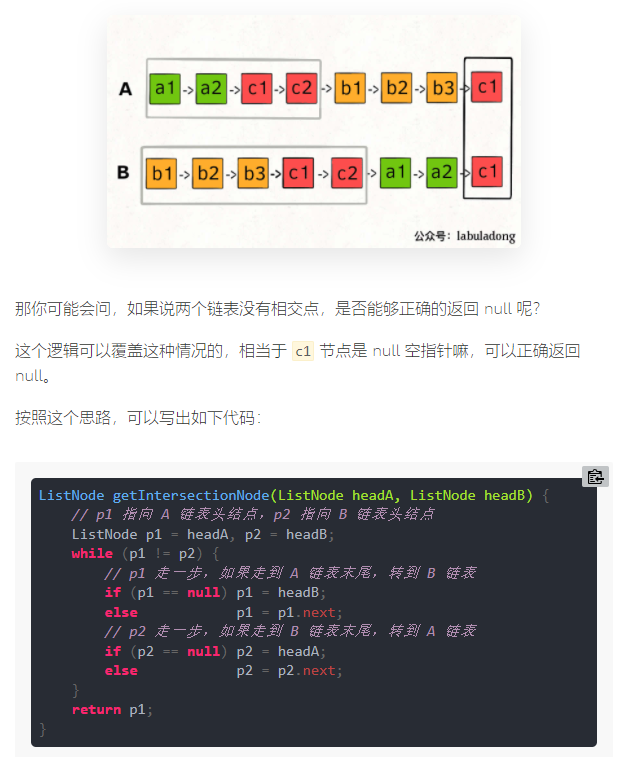 A a1 -> a2 -> c1 -> c2 -> b1 -> b2 -> b3 -> c1
B b1 -> b2 -> b3 -> c1 -> c2 -> a1 -> a2 -> c1
公众号：labuladong
那你可能会问，如果说两个链表没有相交点，是否能够正确的返回 null 呢？
这个逻辑可以覆盖这种情况的，相当于 c1 节点是 null 空指针嘛，可以正确返回
null。
按照这个思路，可以写出如下代码：
ListNode getIntersectionNode(ListNode headA, ListNode headB) {
    // p1 指向 A 链表头结点，p2 指向 B 链表头结点
    ListNode p1 = headA, p2 = headB;
    while (p1 != p2) {
        // p1 走一步，如果走到 A 链表末尾，转到 B 链表
        if (p1 == null) p1 = headB;
        else            p1 = p1.next;
        // p2 走一步，如果走到 B 链表末尾，转到 A 链表
        if (p2 == null) p2 = headA;
        else            p2 = p2.next;
    }
    return p1;
}